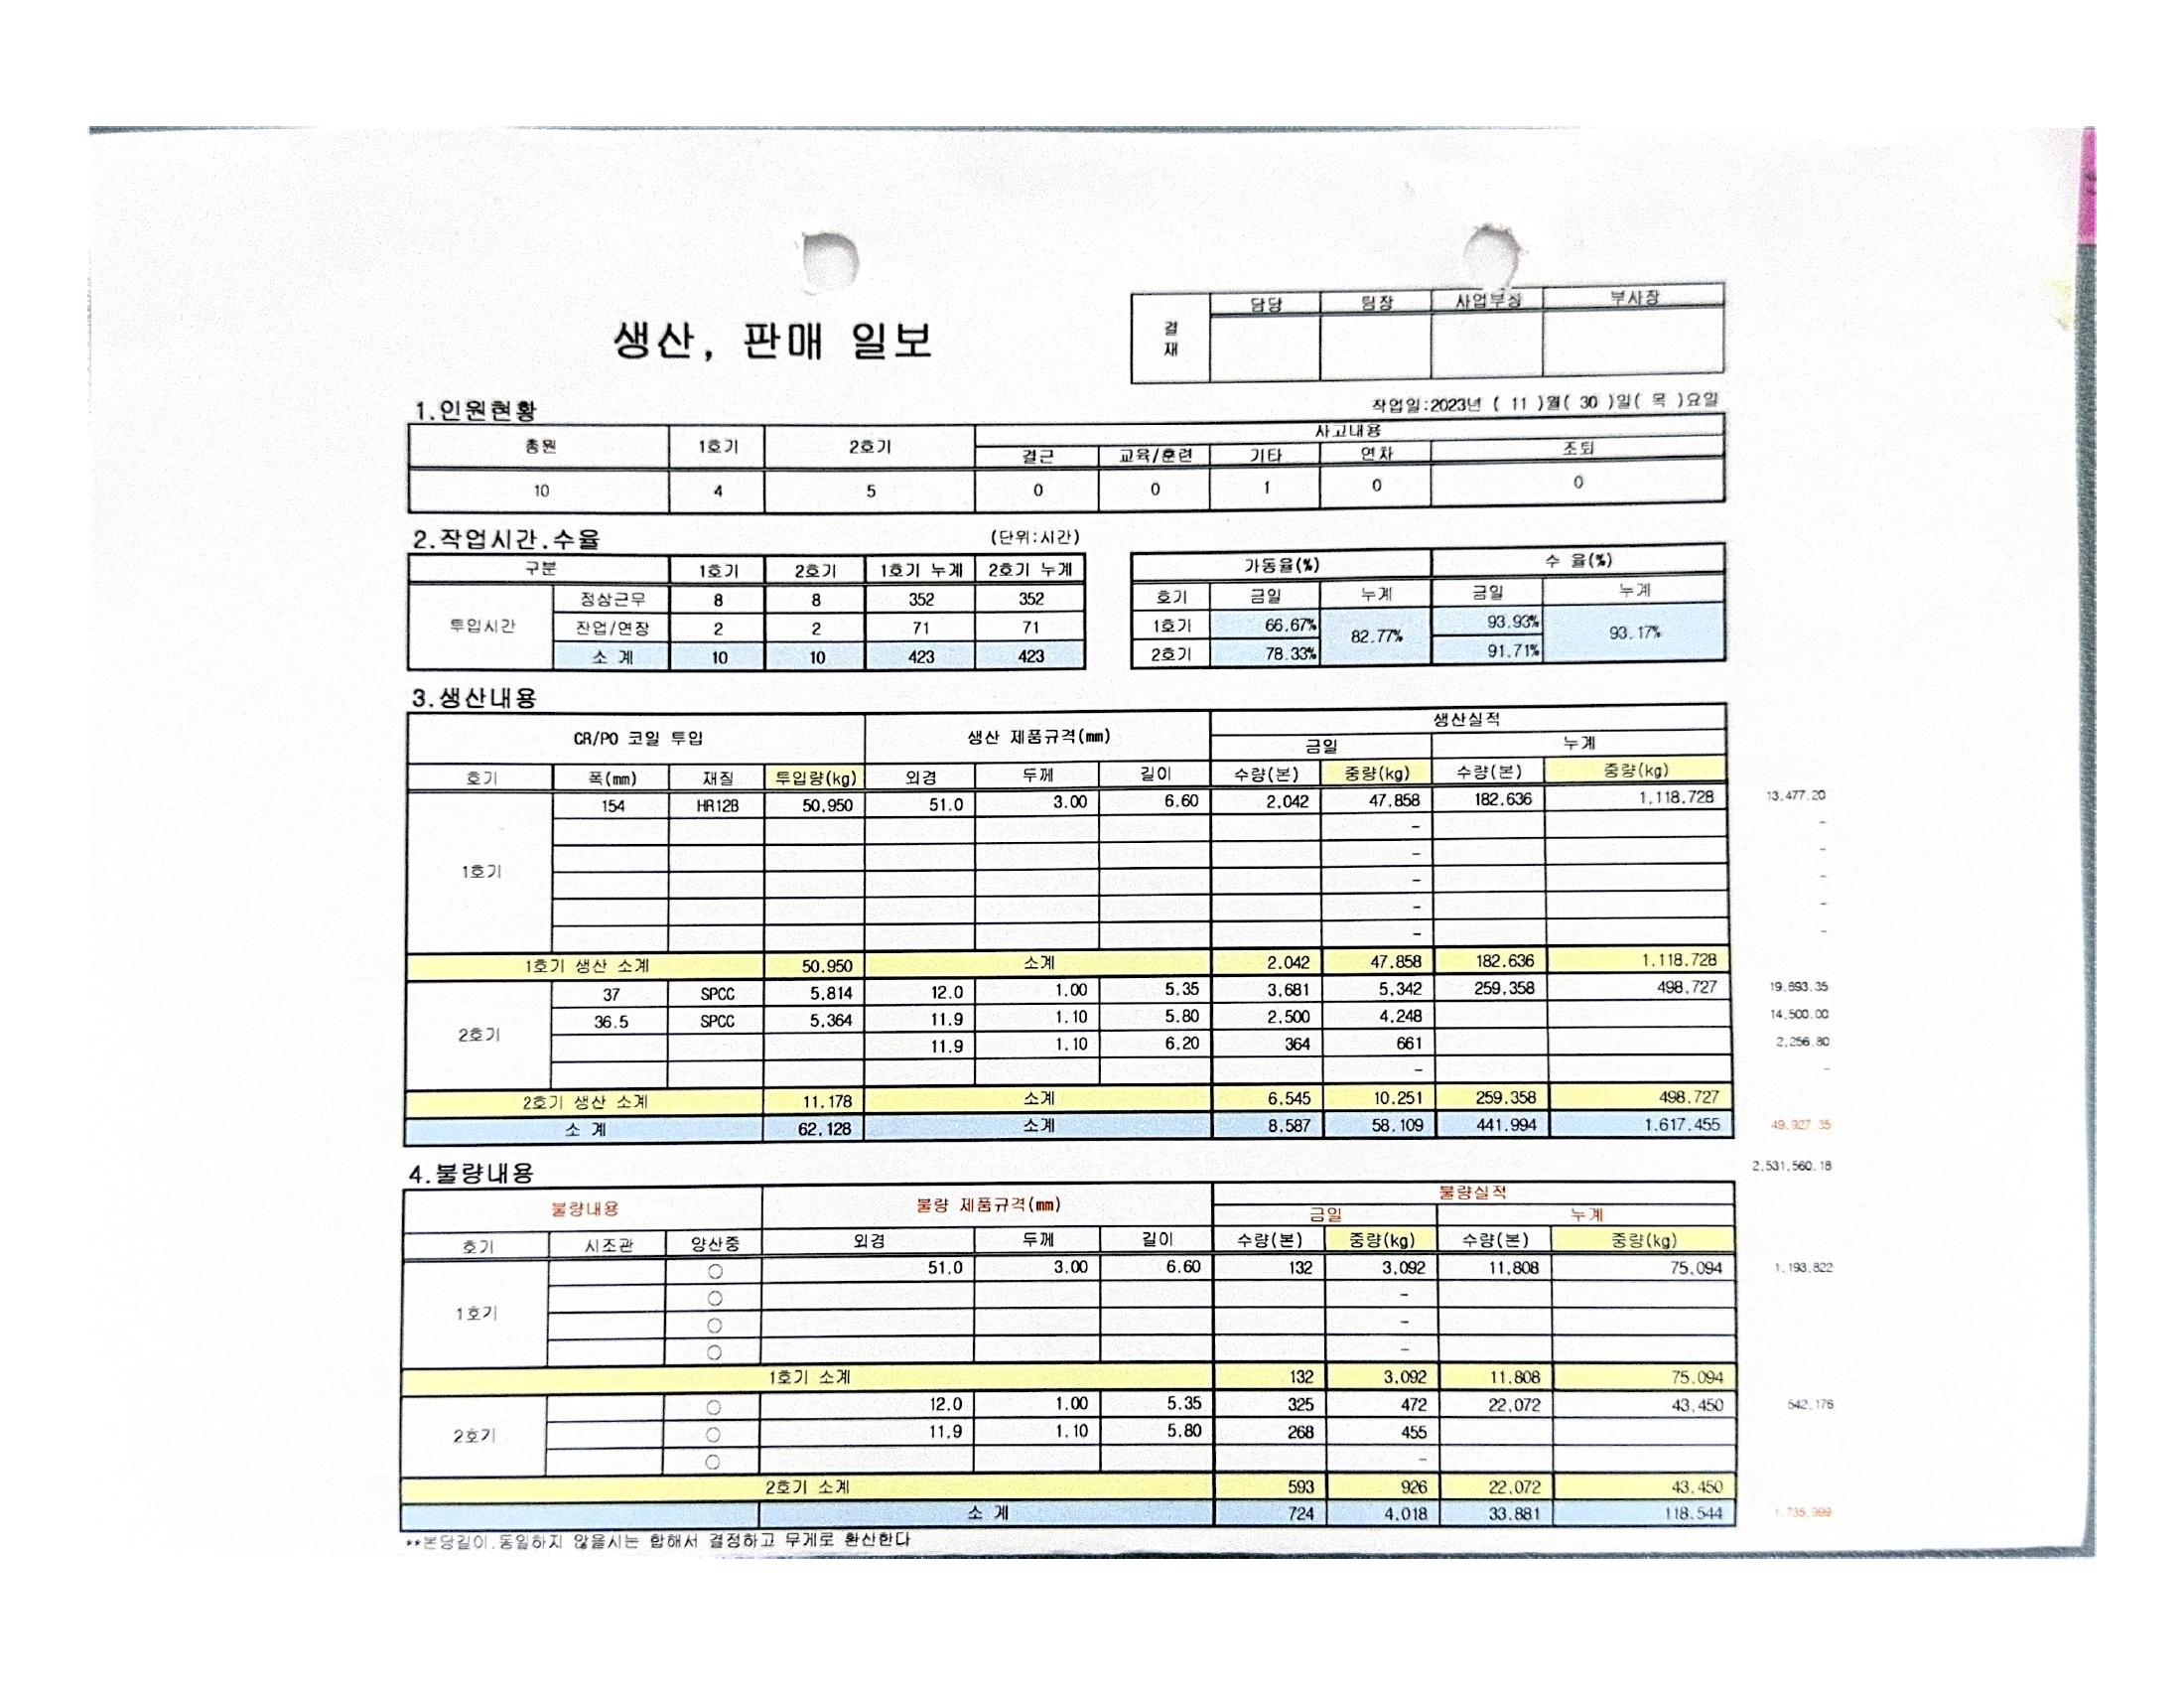 생산, 판매 일보
결재 담당 팀장 사업부장 부사장
1.인원현황
작업일:2023년 ( 11 )월( 30 )일( 목 )요일
총원 1호기 2호기 사고내용
결근 교육/훈련 기타 연차 조퇴
10 4 5 0 0 1 0 0
2.작업시간.수율 (단위:시간)
구분 1호기 2호기 1호기 누계 2호기 누계
투입시간 정상근무 8 8 352 352
잔업/연장 2 2 71 71
소 계 10 10 423 423
가동율(%) 수 율(%)
호기 금일 누계 금일 누계
1호기 66.67% 82.77% 93.93% 93.17%
2호기 78.33% 91.71%
3.생산내용
CR/PO 코일 투입 생산 제품규격(mm) 생산실적
금일 누계
호기 폭(mm) 재질 투입량(kg) 외경 두께 길이 수량(본) 중량(kg) 수량(본) 중량(kg)
1호기 154 HR12B 50,950 51.0 3.00 6.60 2,042 47,858 182,636 1,118,728 13,477.20
- -
- -
- -
- -
- -
1호기 생산 소계 50,950 소계 2,042 47,858 182,636 1,118,728
2호기 37 SPCC 5,814 12.0 1.00 5.35 3,681 5,342 259,358 498,727 19,693.35
36.5 SPCC 5,364 11.9 1.10 5.80 2,500 4,248 14,500.00
11.9 1.10 6.20 364 661 2,256.80
- -
2호기 생산 소계 11,178 소계 6,545 10,251 259,358 498,727
소 계 62,128 소계 8,587 58,109 441,994 1,617,455 49,927.35
2,531,560.18
4.불량내용
불량내용 불량 제품규격(mm) 불량실적
금일 누계
호기 시조관 양산중 외경 두께 길이 수량(본) 중량(kg) 수량(본) 중량(kg)
1호기 ○ 51.0 3.00 6.60 132 3,092 11,808 75,094 1,193,822
○ -
○ -
○ -
1호기 소계 132 3,092 11,808 75,094
2호기 ○ 12.0 1.00 5.35 325 472 22,072 43,450 542,176
○ 11.9 1.10 5.80 268 455
○ -
2호기 소계 593 926 22,072 43,450
소 계 724 4,018 33,881 118,544 1,735,999
**본당길이.동일하지 않을시는 합해서 결정하고 무게로 환산한다